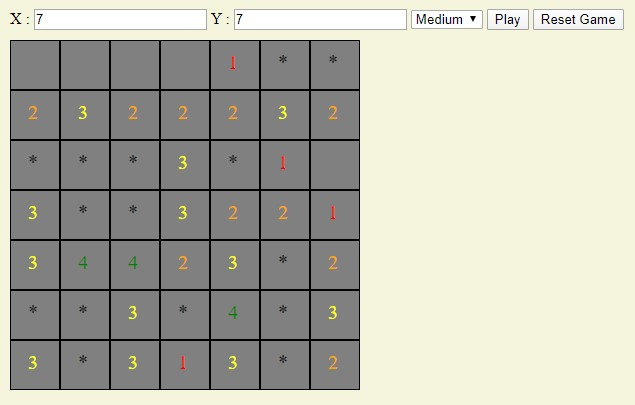 X : 7 Y : 7 Medium Play Reset Game
1 * *
2 3 2 2 2 3 2
* * * 3 * 1
3 * * 3 2 2 1
3 4 4 2 3 * 2
* * 3 * 4 * 3
3 * 3 1 3 * 2